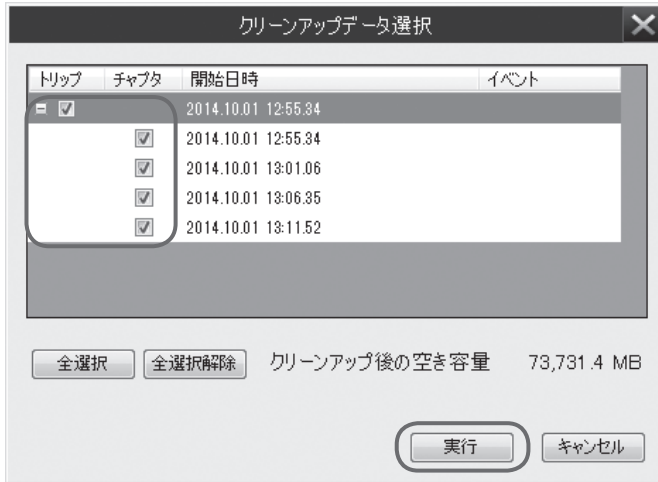 クリーンアップデータ選択
トリップ チャプタ 開始日時 イベント
2014.10.01 12:55.34
2014.10.01 12:55.34
2014.10.01 13:01.06
2014.10.01 13:06.35
2014.10.01 13:11.52
全選択 全選択解除 クリーンアップ後の空き容量 73,731.4 MB
実行 キャンセル